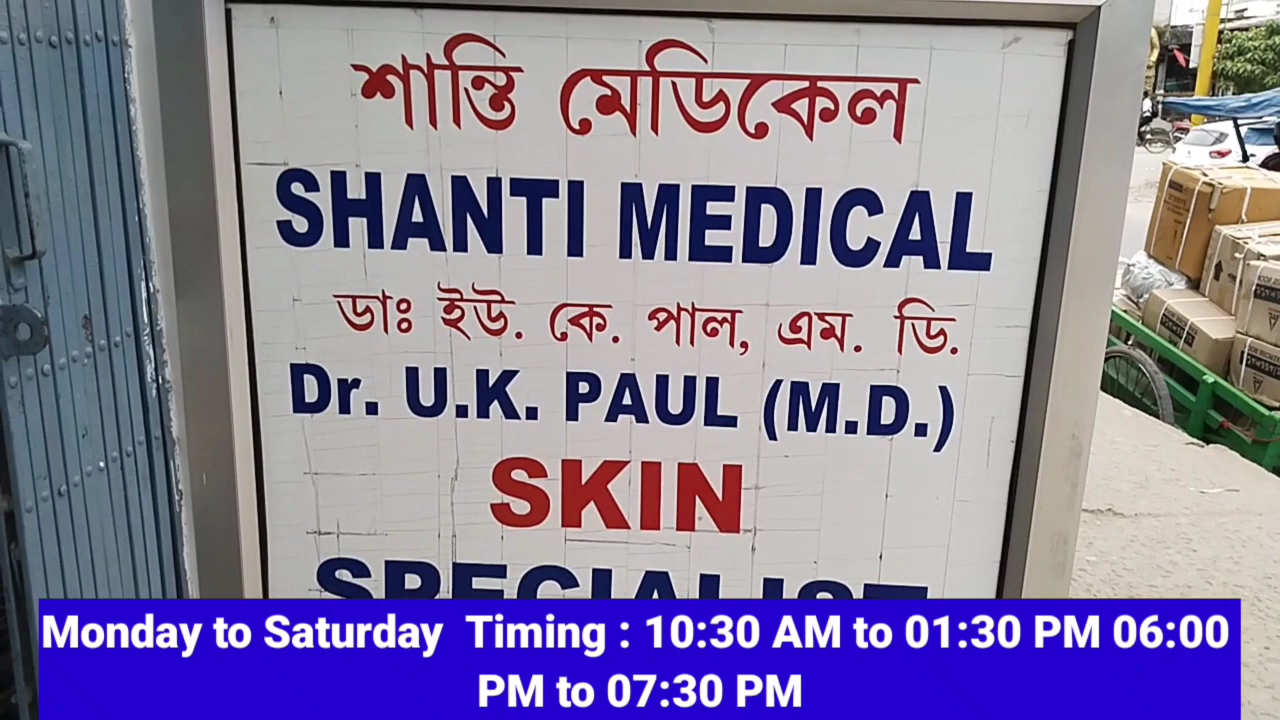 শান্তি মেডিকেল
SHANTI MEDICAL
ডাঃ ইউ. কে. পাল, এম. ডি.
Dr. U.K. PAUL (M.D.)
SKIN
SPECIALIST
Monday to Saturday Timing : 10:30 AM to 01:30 PM 06:00
PM to 07:30 PM